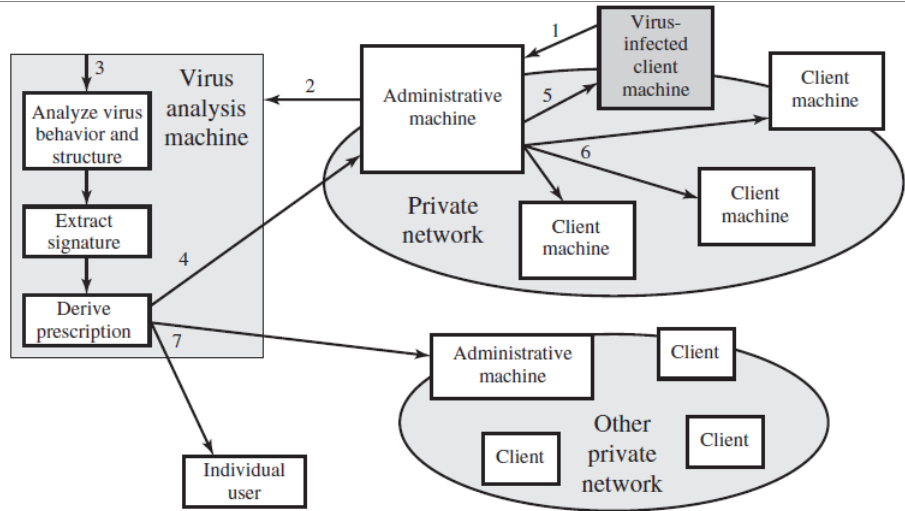 1
Virus-
infected
client
machine
3
Virus
analysis
machine
2
Administrative
machine
5
Client
machine
Analyze virus
behavior and
structure
6
Extract
signature
4
Private
network
Client
machine
Client
machine
Derive
prescription
7
Administrative
machine
Client
Individual
user
Client
Other
private
network
Client